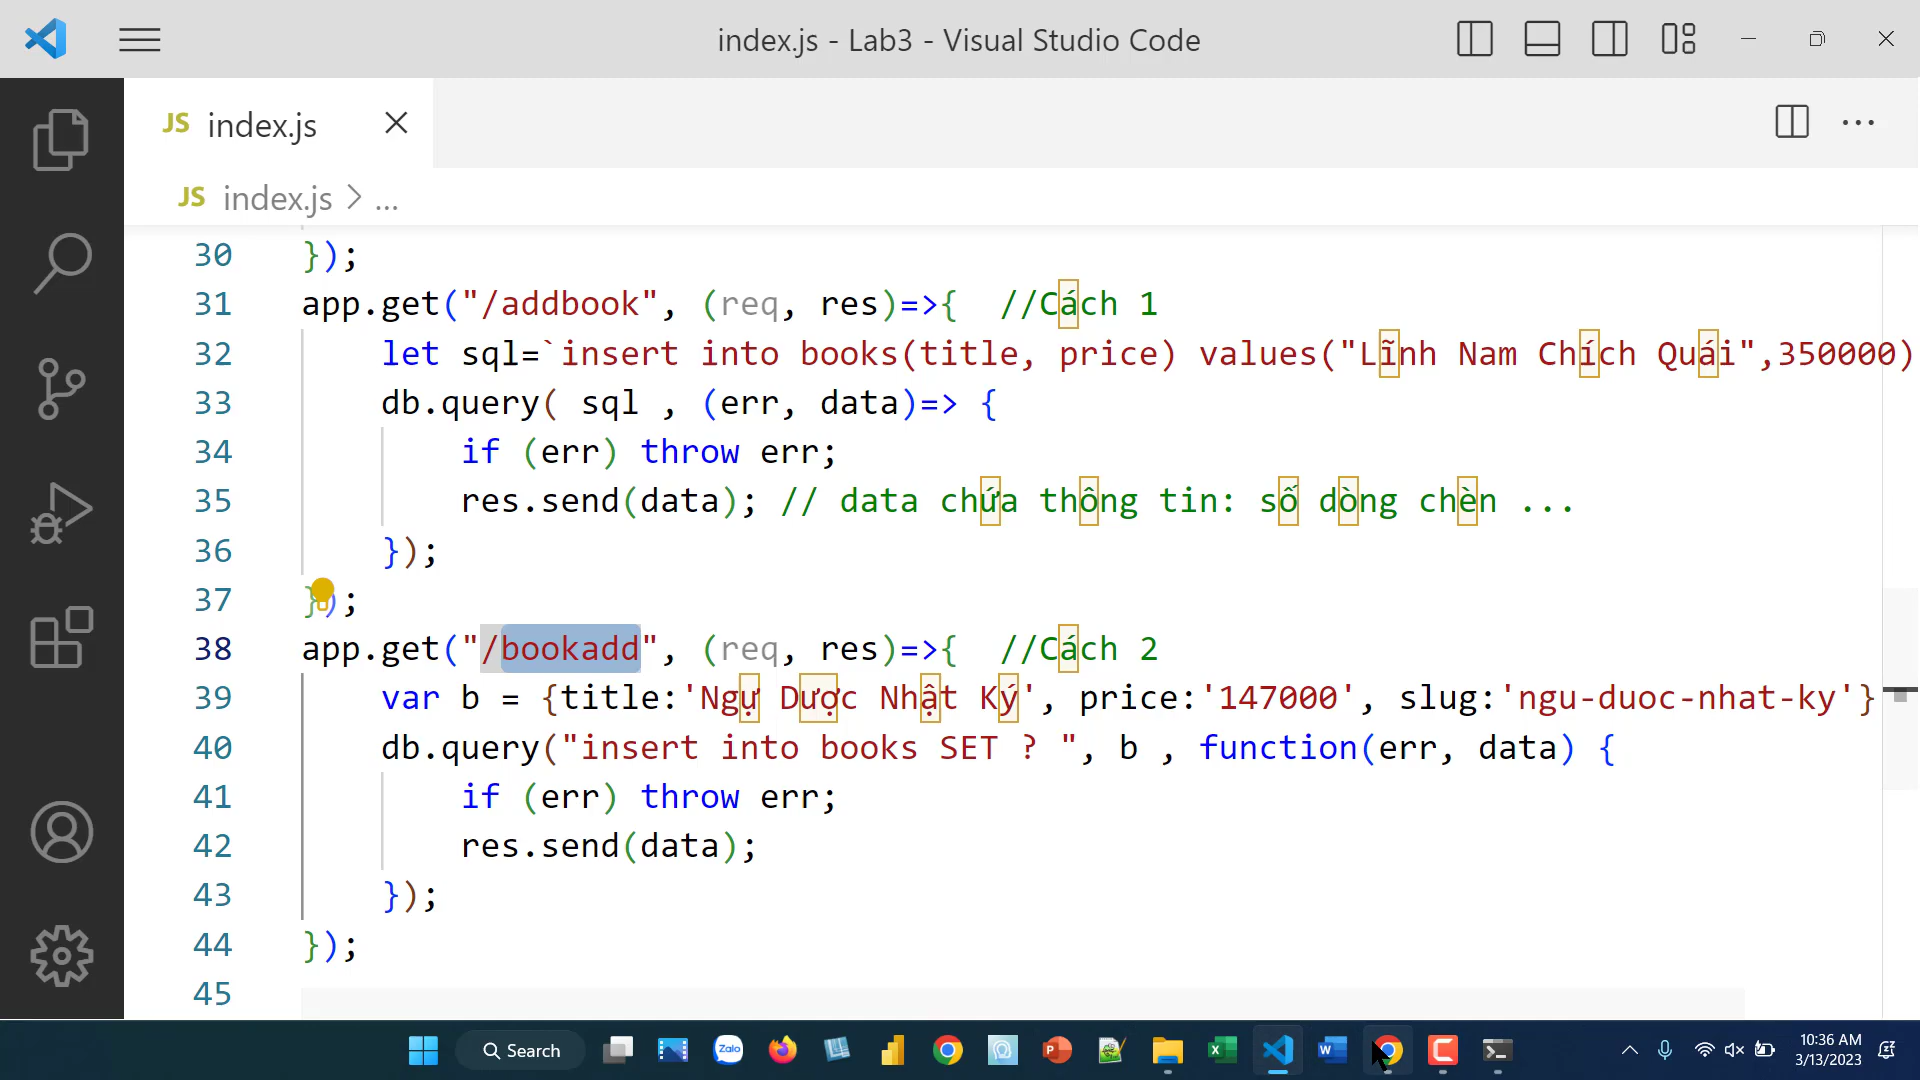 index.js - Lab3 - Visual Studio Code
JS index.js
JS index.js > ...
30 });
31 app.get("/addbook", (req, res)=>{ //Cách 1
32 let sql=`insert into books(title, price) values("Lĩnh Nam Chích Quái",350000)
33 db.query( sql , (err, data)=> {
34 if (err) throw err;
35 res.send(data); // data chứa thông tin: số dòng chèn ...
36 });
37 });
38 app.get("/bookadd", (req, res)=>{ //Cách 2
39 var b = {title:'Ngự Dược Nhật Ký', price:'147000', slug:'ngu-duoc-nhat-ky'}
40 db.query("insert into books SET ? ", b , function(err, data) {
41 if (err) throw err;
42 res.send(data);
43 });
44 });
45
Search
Zalo
10:36 AM
3/13/2023